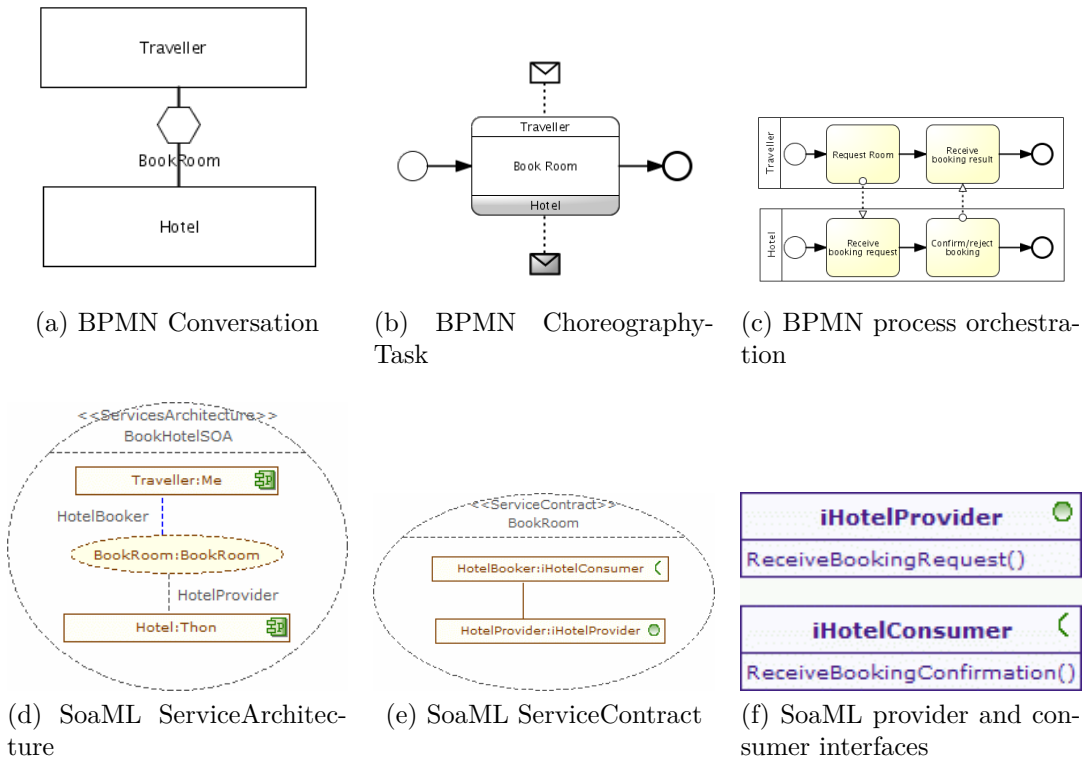 Traveller
BookRoom
Hotel
Traveller
Book Room
Hotel
Traveller
Request Room
Receive
booking result
Hotel
Receive
booking request
Confirm/reject
booking
(a) BPMN Conversation
(b) BPMN Choreography-
Task
(c) BPMN process orchestra-
tion
<<ServicesArchitecture>>
BookHotelSOA
Traveller:Me
P
HotelBooker
BookRoom:BookRoom
HotelProvider
Hotel:Thon
P
<<ServiceContract>>
BookRoom
HotelBooker:iHotelConsumer
HotelProvider:iHotelProvider
iHotelProvider
ReceiveBookingRequest()
iHotelConsumer
ReceiveBookingConfirmation()
(d) SoaML ServiceArchitec-
ture
(e) SoaML ServiceContract
(f) SoaML provider and con-
sumer interfaces